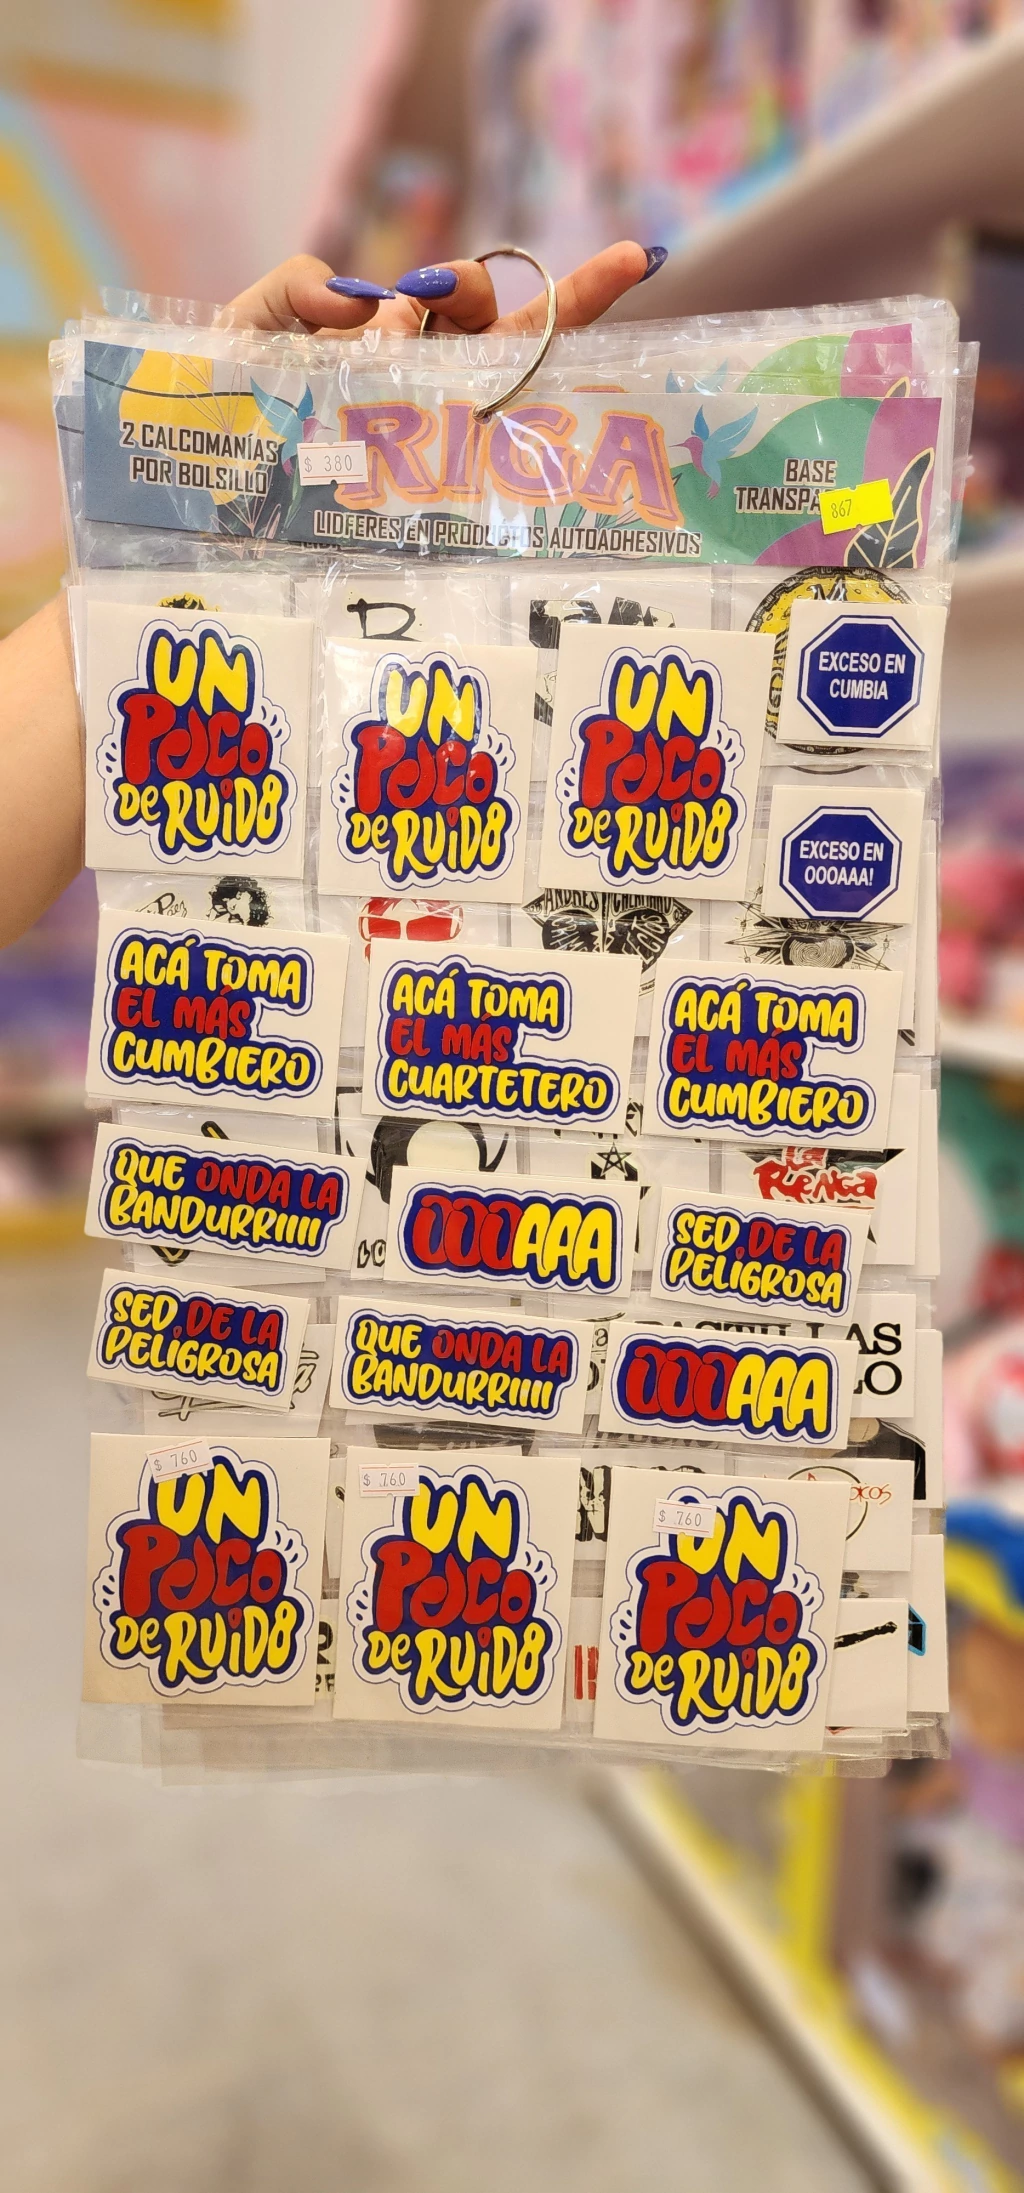 2 CALCOMANÍAS
POR BOLSILLO
$ 380
RIGA
BASE
867
LIDFERES EN PRODUCTOS AUTOADHESIVOS
UN
POCO
DE RUIDO
UN
POCO
DE RUIDO
UN
POCO
DE RUIDO
EXCESO EN
CUMBIA
EXCESO EN
OOOAAA!
ACÁ TOMA
EL MÁS
CUMBIERO
ACÁ TOMA
EL MÁS
CUARTETERO
ACÁ TOMA
EL MÁS
CUMBIERO
QUE ONDA LA
BANDURRIIII
OOOAAA
SED DE LA
PELIGROSA
LA
RENGA
SED DE LA
PELIGROSA
QUE ONDA LA
BANDURRIIII
OOOAAA
$ 760
UN
POCO
DE RUIDO
$ 760
UN
POCO
DE RUIDO
$ 760
UN
POCO
DE RUIDO